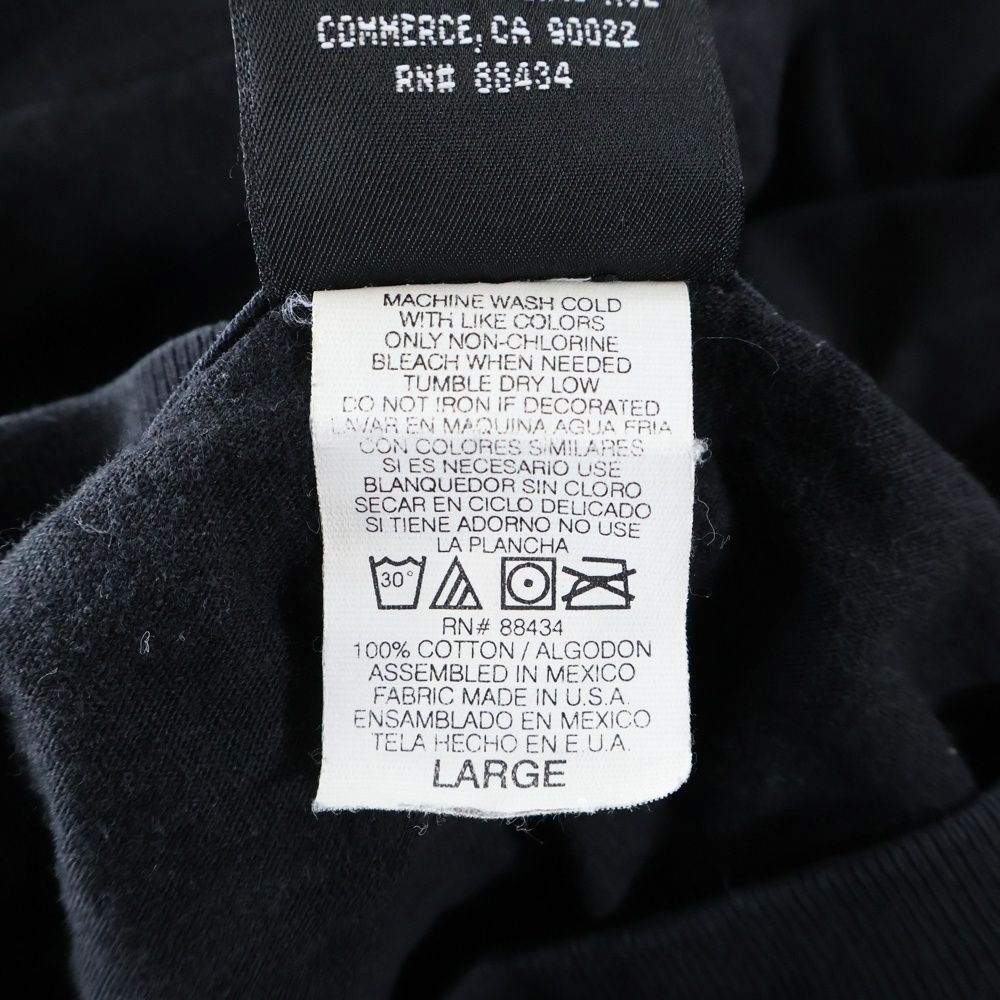 COMMERCE, CA 90022
RN# 88434
MACHINE WASH COLD
WITH LIKE COLORS
ONLY NON-CHLORINE
BLEACH WHEN NEEDED
TUMBLE DRY LOW
DO NOT IRON IF DECORATED
LAVAR EN MAQUINA AGUA FRIA
CON COLORES SIMILARES
SI ES NECESARIO USE
BLANQUEDOR SIN CLORO
SECAR EN CICLO DELICADO
SI TIENE ADORNO NO USE
LA PLANCHA
30°
RN# 88434
100% COTTON / ALGODON
ASSEMBLED IN MEXICO
FABRIC MADE IN U.S.A.
ENSAMBLADO EN MEXICO
TELA HECHO EN E.U.A.
LARGE